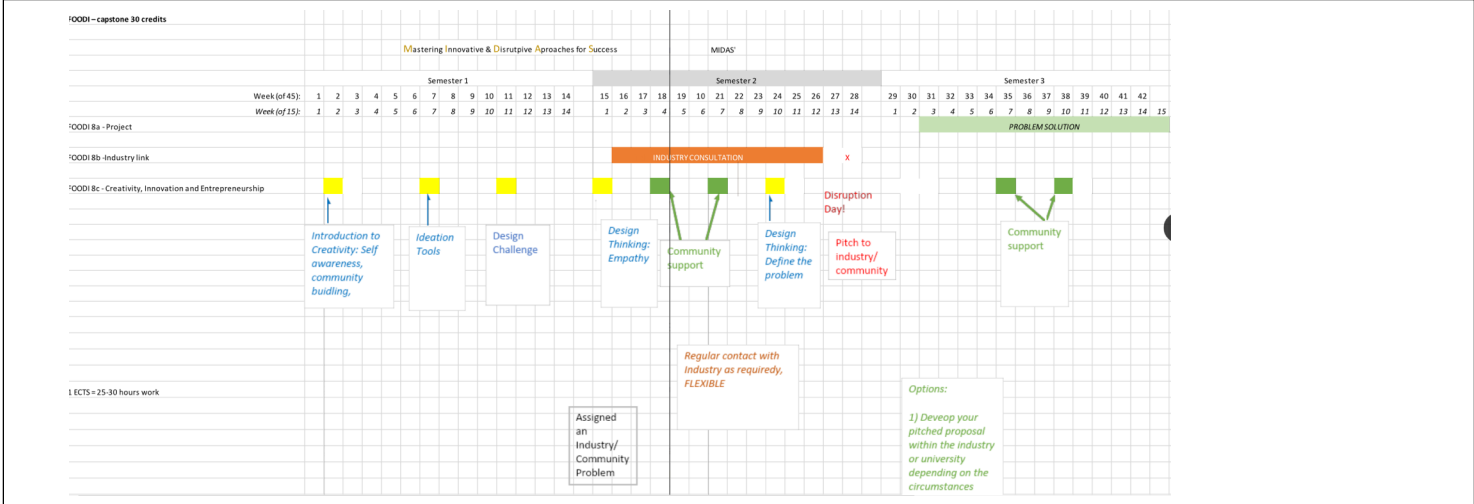 FOODI – capstone 30 credits
Mastering Innovative & Disrutpive Aproaches for Success MIDAS'
Semester 1 Semester 2 Semester 3
Week (of 45): 1 2 3 4 5 6 7 8 9 10 11 12 13 14 15 16 17 18 19 10 21 22 23 24 25 26 27 28 29 30 31 32 33 34 35 36 37 38 39 40 41 42
Week (of 15): 1 2 3 4 5 6 7 8 9 10 11 12 13 14 1 2 3 4 5 6 7 8 9 10 11 12 13 14 1 2 3 4 5 6 7 8 9 10 11 12 13 14 15
FOODI 8a - Project PROBLEM SOLUTION
FOODI 8b -Industry link INDUSTRY CONSULTATION x
FOODI 8c - Creativity, Innovation and Entrepreneurship
Disruption
Day!
Introduction to
Creativity: Self
awareness,
community
buidling,
Ideation
Tools
Design
Challenge
Design
Thinking:
Empathy
Community
support
Design
Thinking:
Define the
problem
Pitch to
industry/
community
Community
support
Regular contact with
Industry as requiredy,
FLEXIBLE
1 ECTS = 25-30 hours work
Assigned
an
Industry/
Community
Problem
Options:
1) Deveop your
pitched proposal
within the industry
or university
depending on the
circumstances